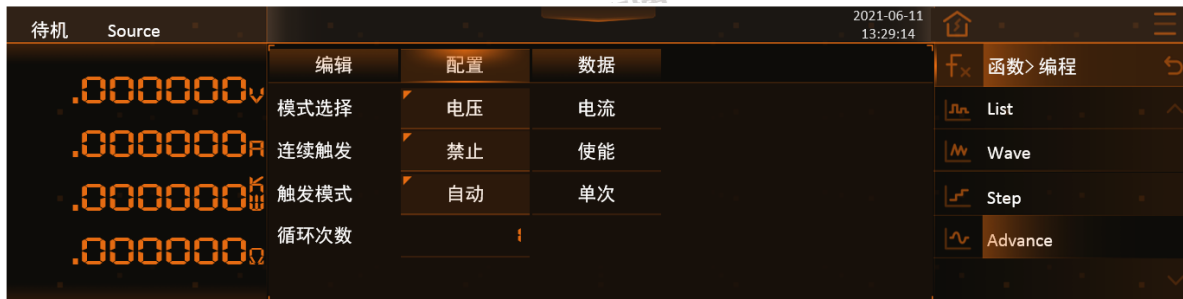 待机 Source 2021-06-11
13:29:14
编辑 配置 数据 函数>编程
.000000V
模式选择 电压 电流 List
.000000A
连续触发 禁止 使能 Wave
.000000KW
触发模式 自动 单次 Step
循环次数 Advance
.000000Ω